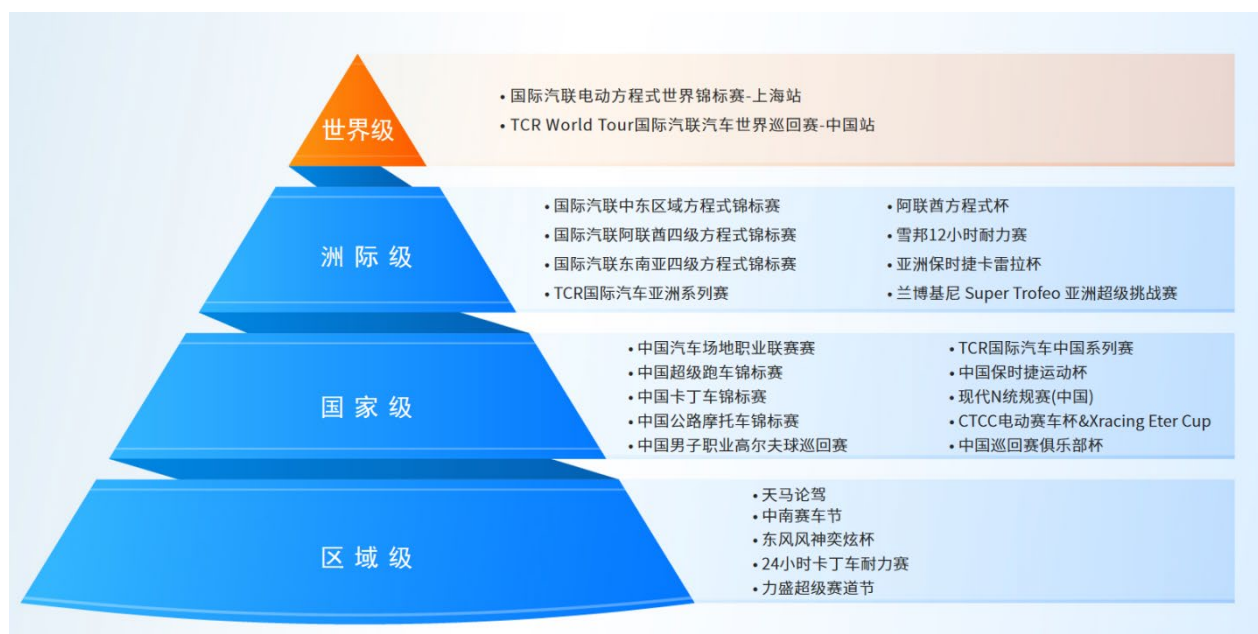 世界级
• 国际汽联电动方程式世界锦标赛-上海站
• TCR World Tour国际汽联汽车世界巡回赛-中国站
洲际级
• 国际汽联中东区域方程式锦标赛
• 国际汽联阿联酋四级方程式锦标赛
• 国际汽联东南亚四级方程式锦标赛
• TCR国际汽车亚洲系列赛
• 阿联酋方程式杯
• 雪邦12小时耐力赛
• 亚洲保时捷卡雷拉杯
• 兰博基尼 Super Trofeo 亚洲超级挑战赛
国家级
• 中国汽车场地职业联赛赛
• 中国超级跑车锦标赛
• 中国卡丁车锦标赛
• 中国公路摩托车锦标赛
• 中国男子职业高尔夫球巡回赛
• TCR国际汽车中国系列赛
• 中国保时捷运动杯
• 现代N统规赛(中国)
• CTCC电动赛车杯&Xracing Eter Cup
• 中国巡回赛俱乐部杯
区域级
• 天马论驾
• 中南赛车节
• 东风风神奕炫杯
• 24小时卡丁车耐力赛
• 力盛超级赛道节